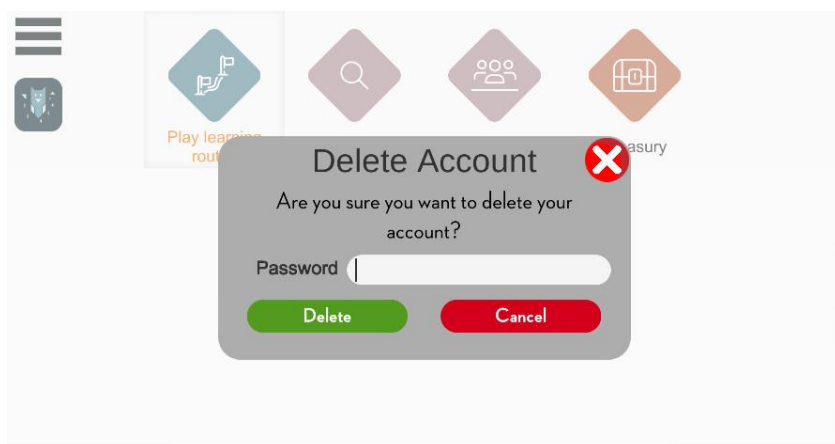 Play learning
rout
asury
Delete Account
Are you sure you want to delete your
account?
Password
Delete
Cancel